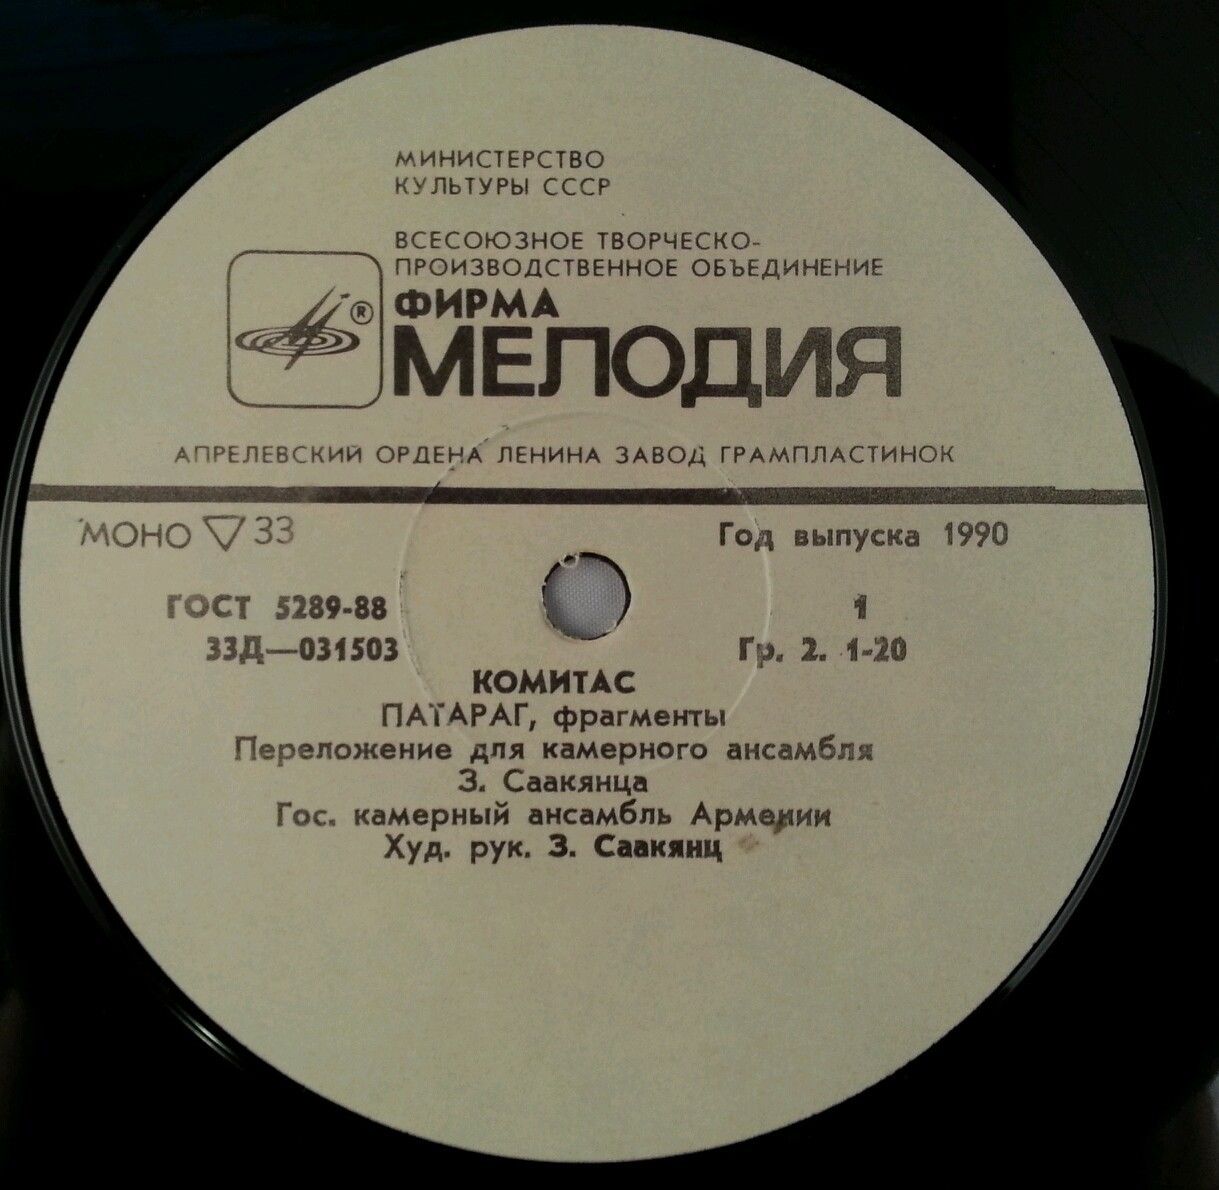 МИНИСТЕРСТВО
КУЛЬТУРЫ СССР
ВСЕСОЮЗНОЕ ТВОРЧЕСКО-
ПРОИЗВОДСТВЕННОЕ ОБЪЕДИНЕНИЕ
®
ФИРМА
МЕЛОДИЯ
АПРЕЛЕВСКИЙ ОРДЕНА ЛЕНИНА ЗАВОД ГРАМПЛАСТИНОК
МОНО ▽ 33 Год выпуска 1990
ГОСТ 5289-88 1
33Д—031503 Гр. 2. 1-20
КОМИТАС
ПАТАРАГ, фрагменты
Переложение для камерного ансамбля
З. Саакянца
Гос. камерный ансамбль Армении
Худ. рук. З. Саакянц